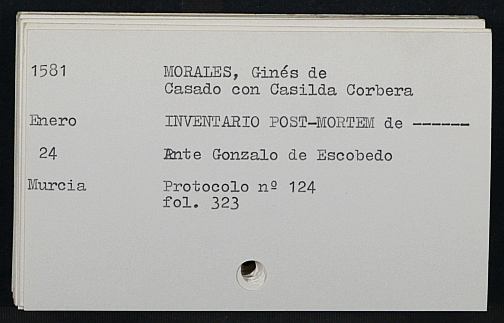 1581 MORALES, Ginés de
Casado con Casilda Corbera
Enero INVENTARIO POST-MORTEM de ------
24 Ante Gonzalo de Escobedo
Murcia Protocolo nº 124
fol. 323